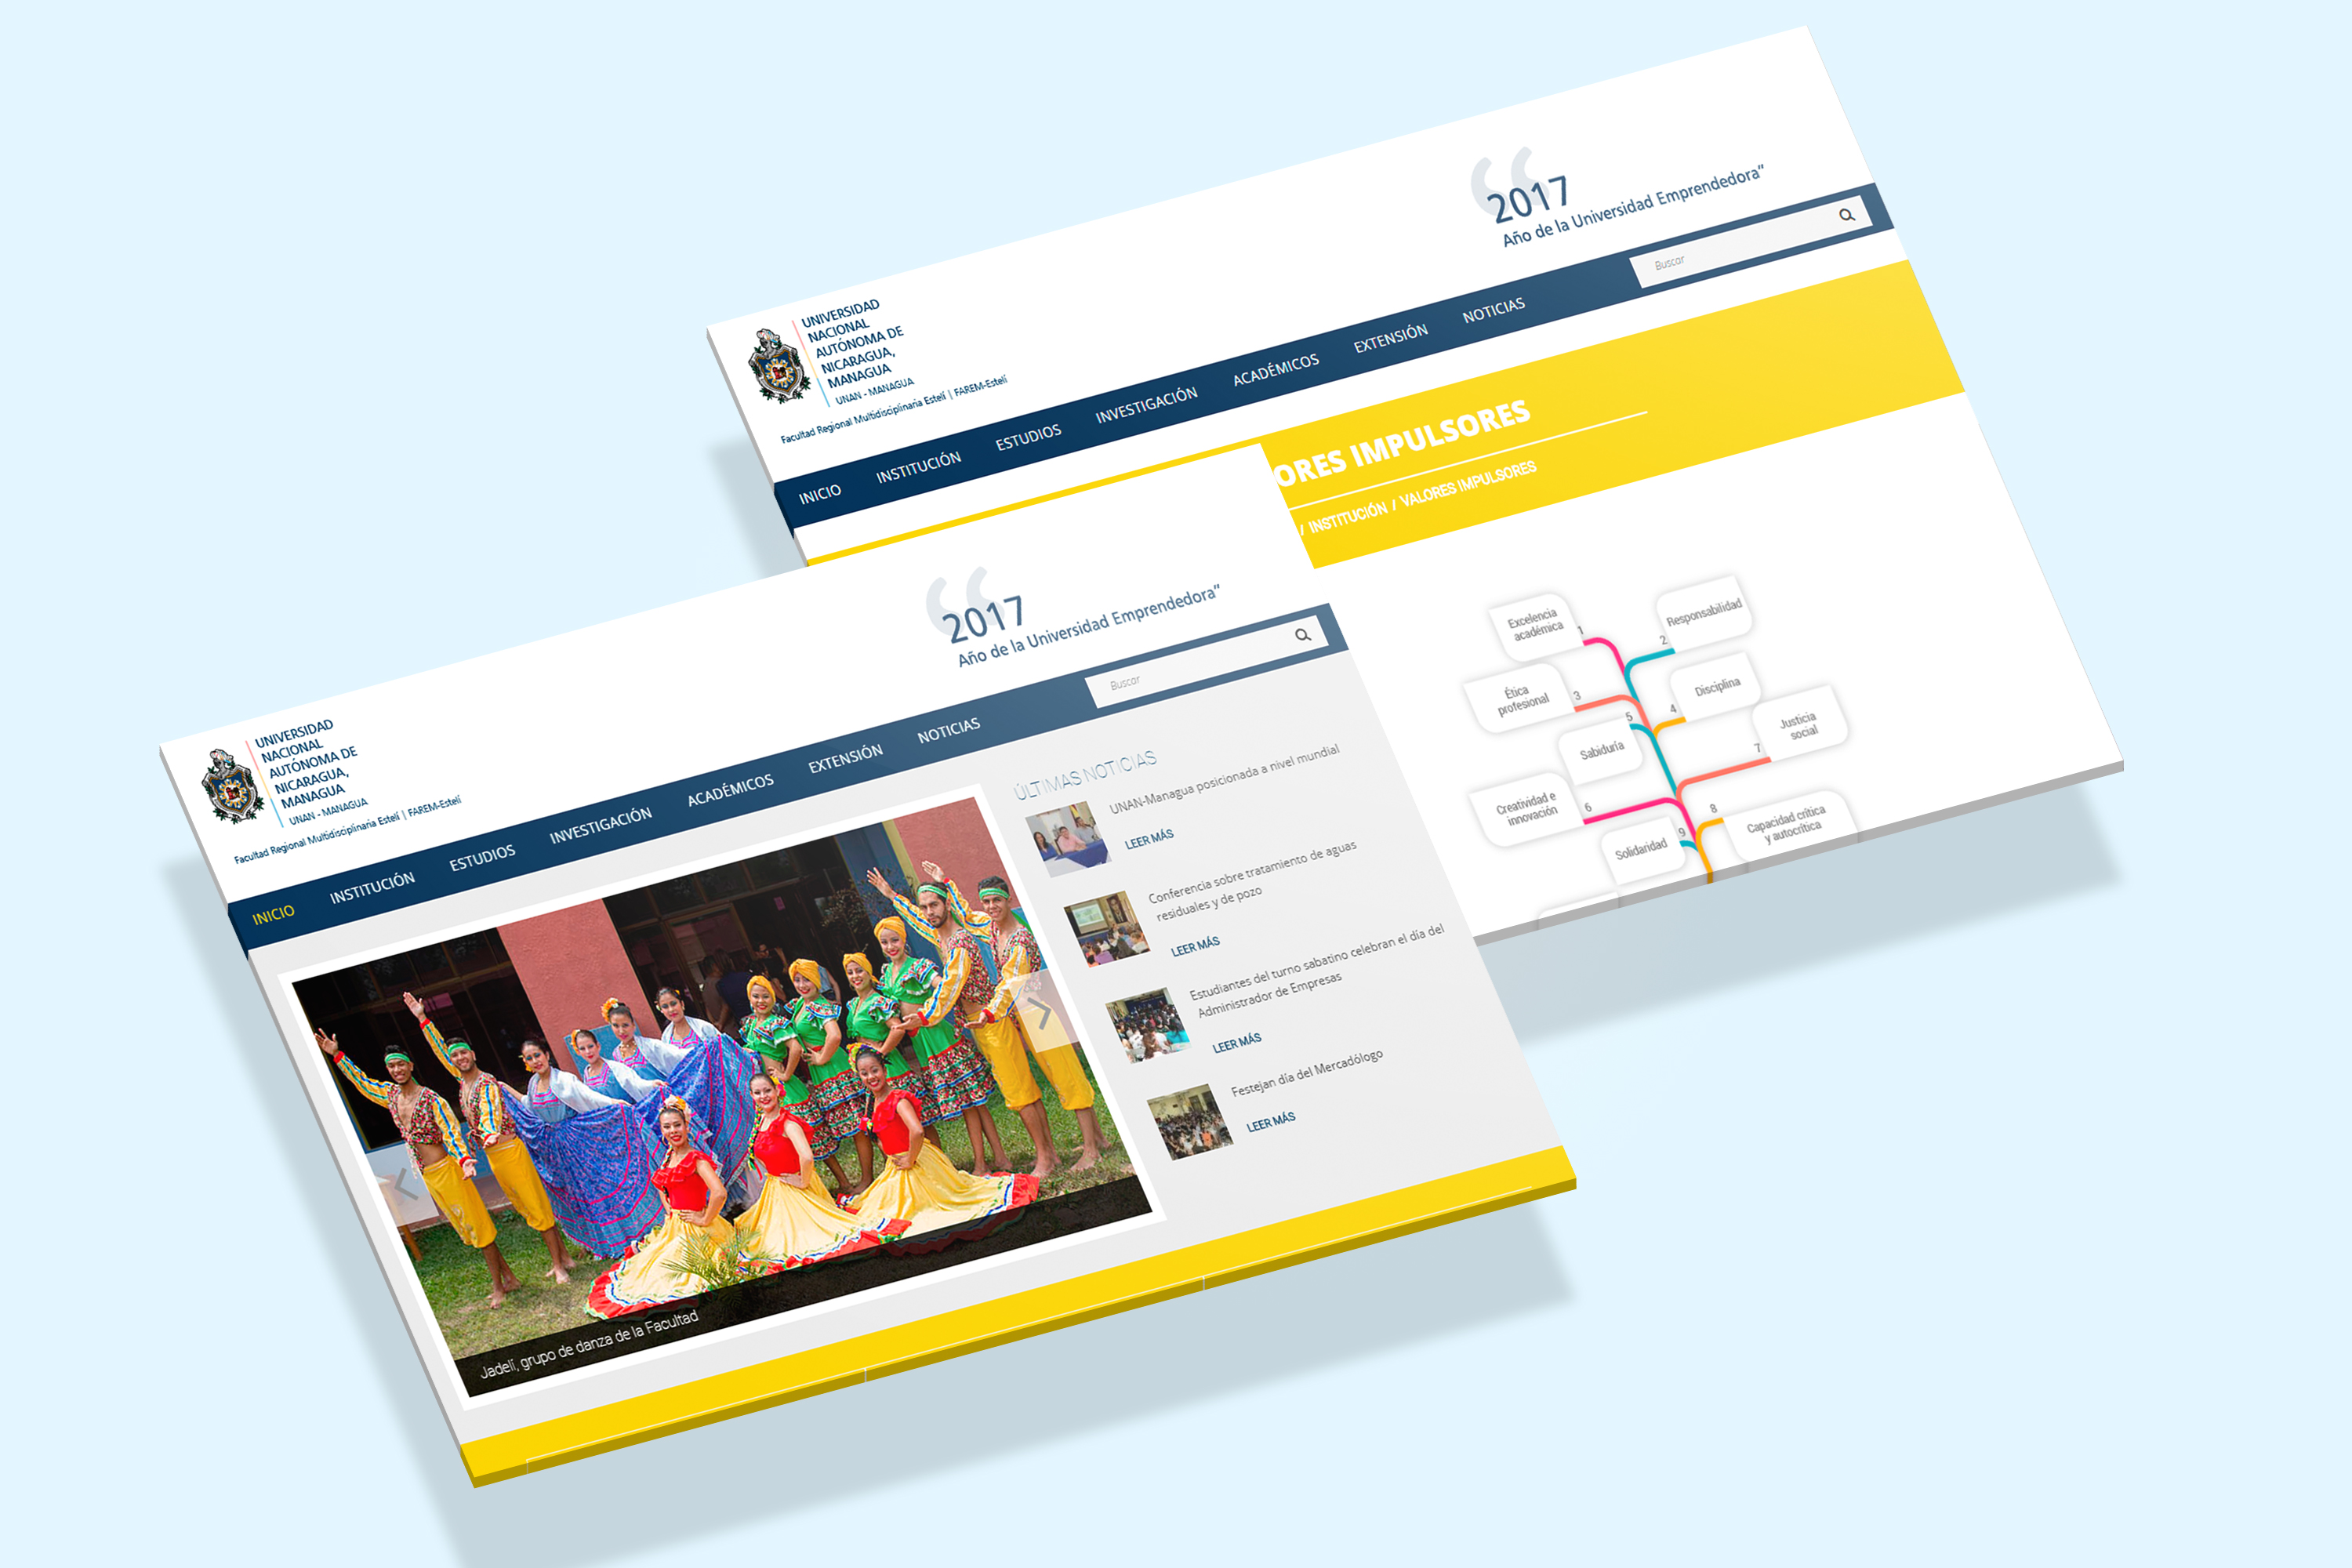 “
2017
Año de la Universidad Emprendedora”
UNIVERSIDAD
NACIONAL
AUTÓNOMA DE
NICARAGUA,
MANAGUA
UNAN - MANAGUA
Facultad Regional Multidisciplinaria Estelí | FAREM-Estelí
INICIO INSTITUCIÓN ESTUDIOS INVESTIGACIÓN ACADÉMICOS EXTENSIÓN NOTICIAS Buscar
ORES IMPULSORES
/ INSTITUCIÓN / VALORES IMPULSORES
Excelencia
académica
1
2
Responsabilidad
Ética
profesional
3
4
Disciplina
Sabiduría
5
Creatividad e
innovación
6
7
Justicia
social
8
Capacidad crítica
y autocrítica
Solidaridad
9
“
2017
Año de la Universidad Emprendedora”
UNIVERSIDAD
NACIONAL
AUTÓNOMA DE
NICARAGUA,
MANAGUA
UNAN - MANAGUA
Facultad Regional Multidisciplinaria Estelí | FAREM-Estelí
INICIO INSTITUCIÓN ESTUDIOS INVESTIGACIÓN ACADÉMICOS EXTENSIÓN NOTICIAS Buscar
ÚLTIMAS NOTICIAS
UNAN-Managua posicionada a nivel mundial
LEER MÁS
Conferencia sobre tratamiento de aguas
residuales y de pozo
LEER MÁS
Estudiantes del turno sabatino celebran el día del
Administrador de Empresas
LEER MÁS
Festejan día del Mercadólogo
LEER MÁS
Jadelí, grupo de danza de la Facultad